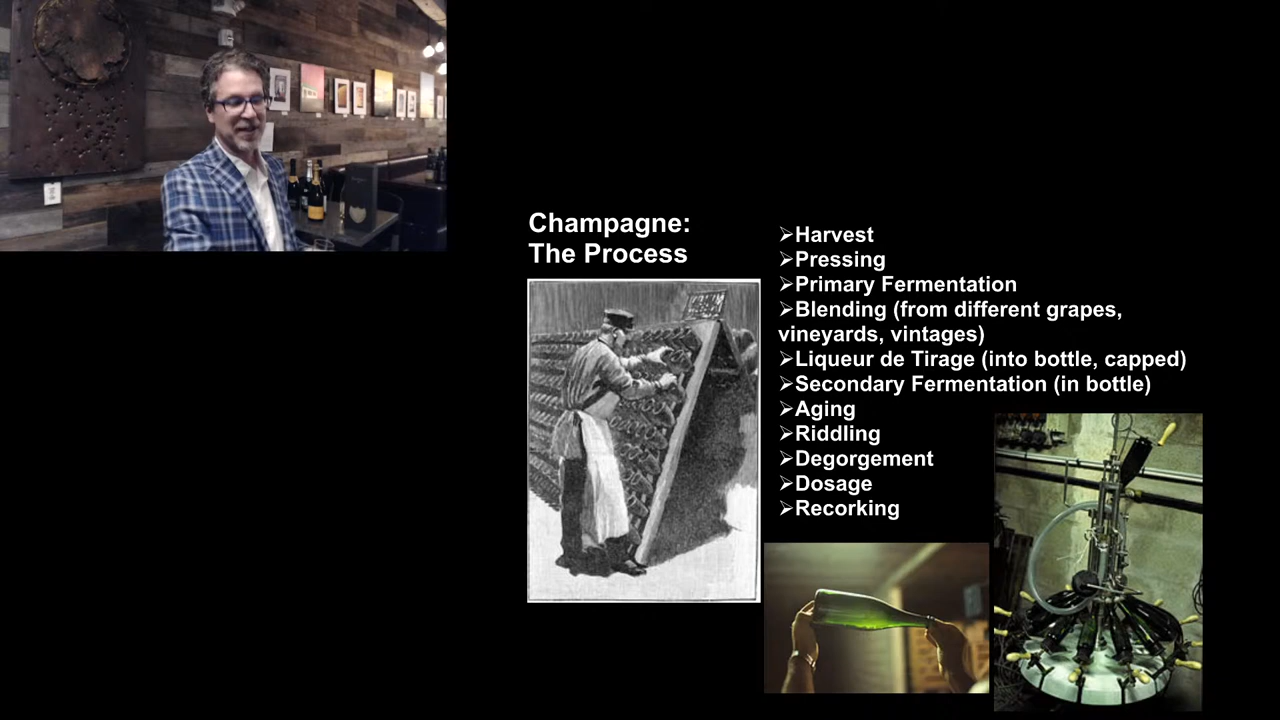 Champagne:
The Process
➢Harvest
➢Pressing
➢Primary Fermentation
➢Blending (from different grapes,
vineyards, vintages)
➢Liqueur de Tirage (into bottle, capped)
➢Secondary Fermentation (in bottle)
➢Aging
➢Riddling
➢Degorgement
➢Dosage
➢Recorking